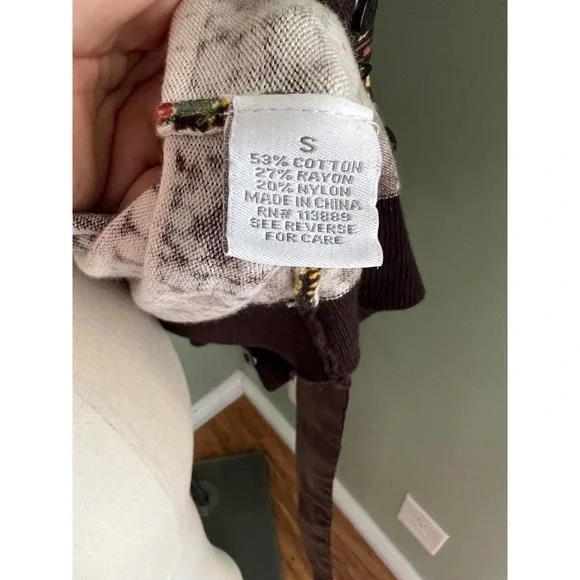 S
53% COTTON
27% RAYON
20% NYLON
MADE IN CHINA
RN# 113889
SEE REVERSE
FOR CARE